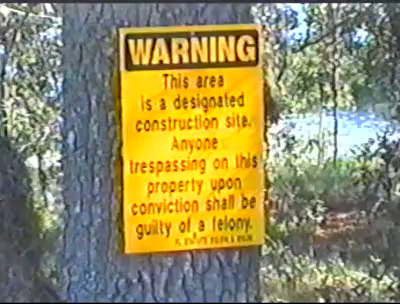 WARNING
This area
is a designated
construction site.
Anyone
trespassing on this
property upon
conviction shall be
guilty of a felony.